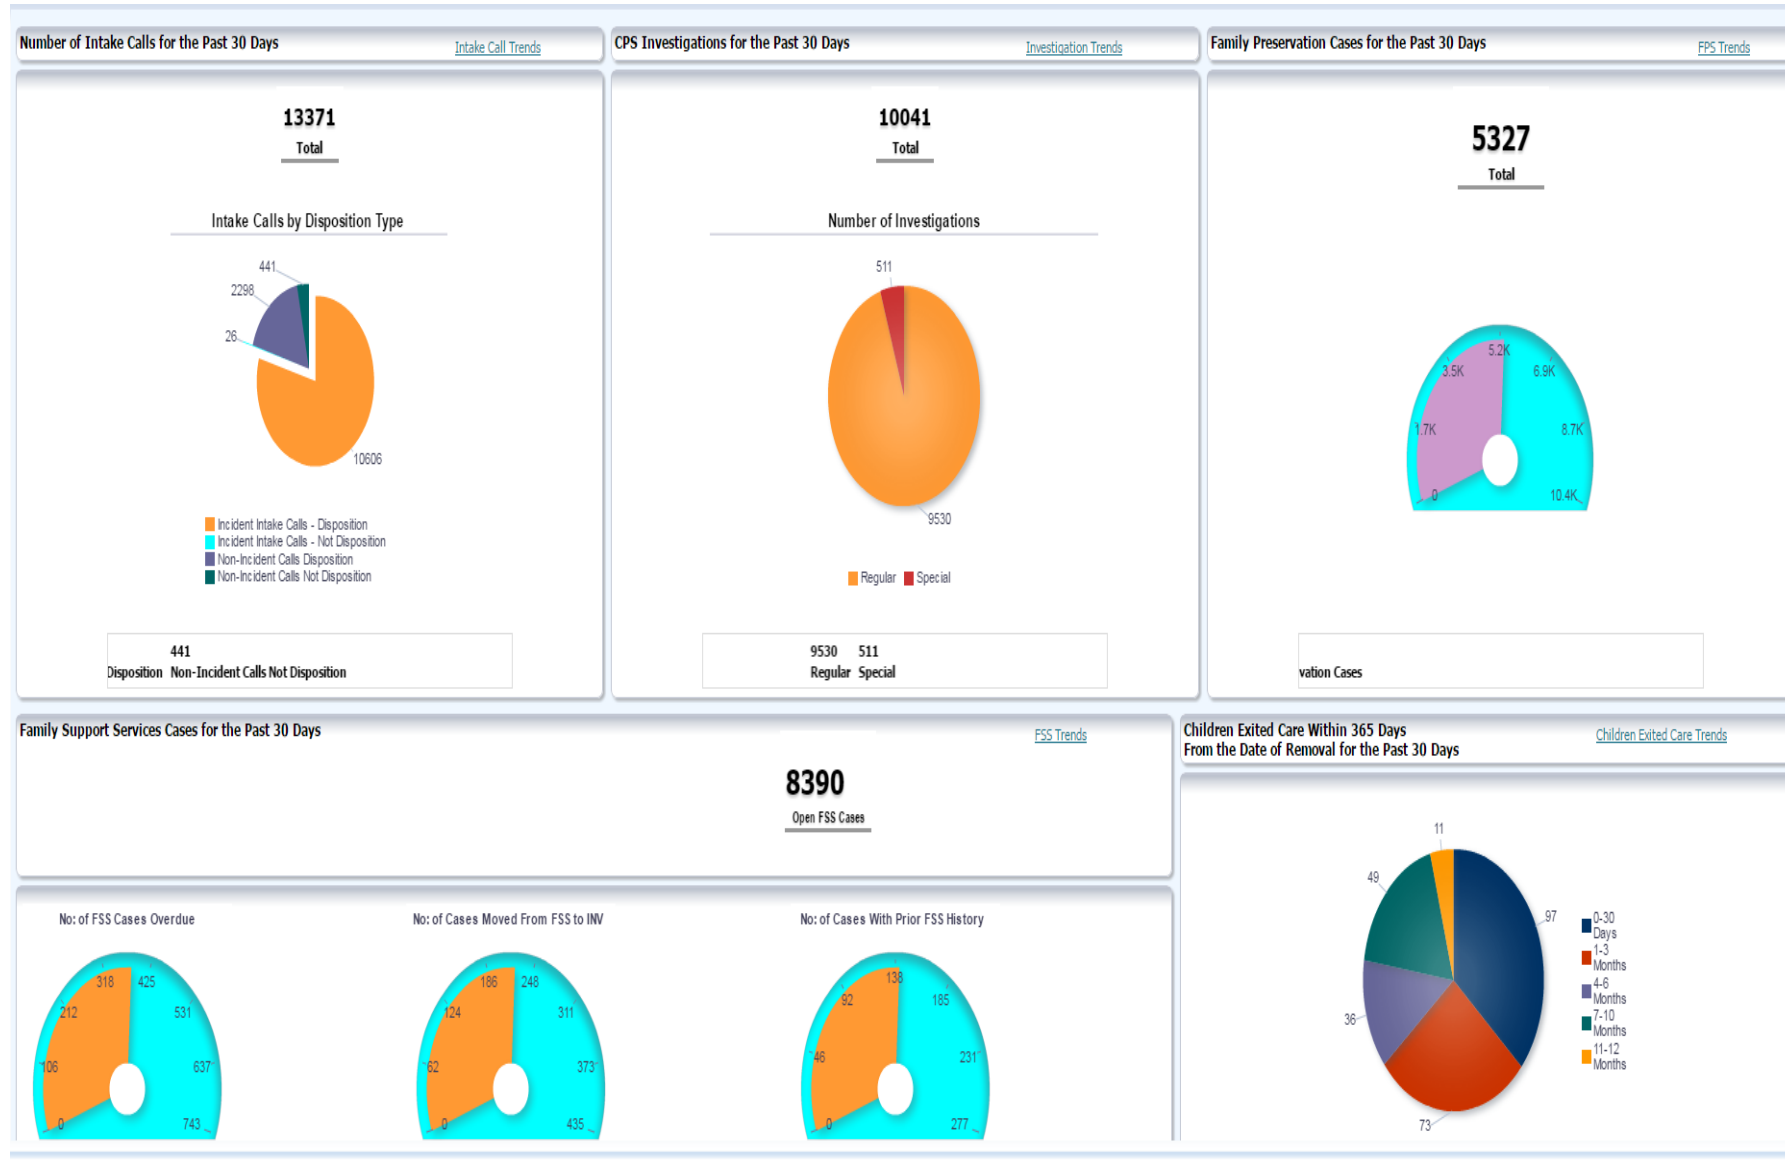 Number of Intake Calls for the Past 30 Days
Intake Call Trends
13371
Total
Intake Calls by Disposition Type
441
2298
26
10606
Incident Intake Calls - Disposition
Incident Intake Calls - Not Disposition
Non-Incident Calls Disposition
Non-Incident Calls Not Disposition
441
Disposition Non-Incident Calls Not Disposition
CPS Investigations for the Past 30 Days
Investigation Trends
10041
Total
Number of Investigations
511
9530
Regular Special
9530 511
Regular Special
Family Preservation Cases for the Past 30 Days
FPS Trends
5327
Total
0
1.7K
3.5K
5.2K
6.9K
8.7K
10.4K
vation Cases
Family Support Services Cases for the Past 30 Days
FSS Trends
8390
Open FSS Cases
No: of FSS Cases Overdue
0
106
212
318
425
531
637
743
No: of Cases Moved From FSS to INV
0
62
124
186
248
311
373
435
No: of Cases With Prior FSS History
0
46
92
138
185
231
277
Children Exited Care Within 365 Days
From the Date of Removal for the Past 30 Days
Children Exited Care Trends
11
49
97
36
73
0-30
Days
1-3
Months
4-6
Months
7-10
Months
11-12
Months